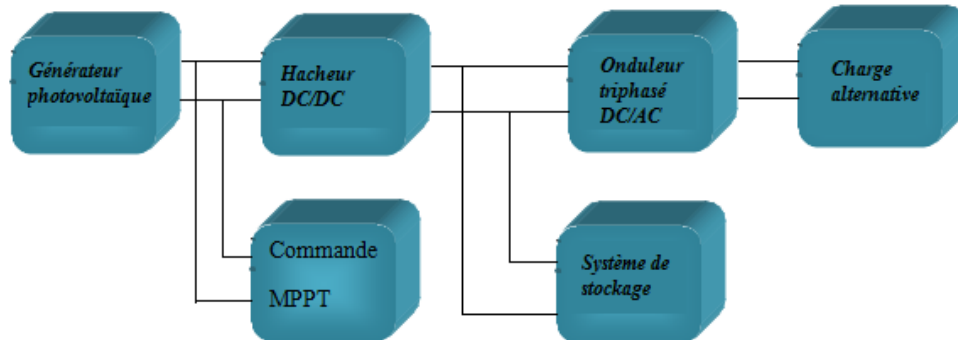 Générateur
photovoltaïque
Hacheur
DC/DC
Onduleur
triphasé
DC/AC
Charge
alternative
Commande
MPPT
Système de
stockage